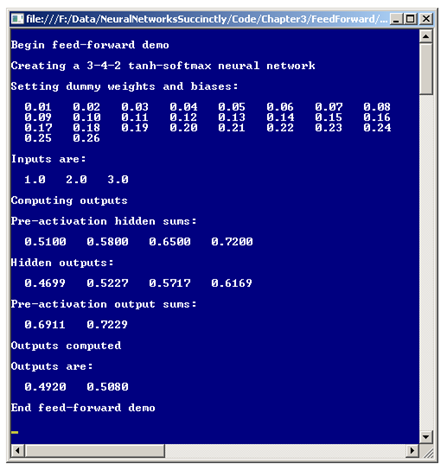 file:///F:/Data/NeuralNetworksSuccinctly/Code/Chapter3/FeedForward/...
Begin feed-forward demo
Creating a 3-4-2 tanh-softmax neural network
Setting dummy weights and biases:
0.01 0.02 0.03 0.04 0.05 0.06 0.07 0.08
0.09 0.10 0.11 0.12 0.13 0.14 0.15 0.16
0.17 0.18 0.19 0.20 0.21 0.22 0.23 0.24
0.25 0.26
Inputs are:
1.0 2.0 3.0
Computing outputs
Pre-activation hidden sums:
0.5100 0.5800 0.6500 0.7200
Hidden outputs:
0.4699 0.5227 0.5717 0.6169
Pre-activation output sums:
0.6911 0.7229
Outputs computed
Outputs are:
0.4920 0.5080
End feed-forward demo